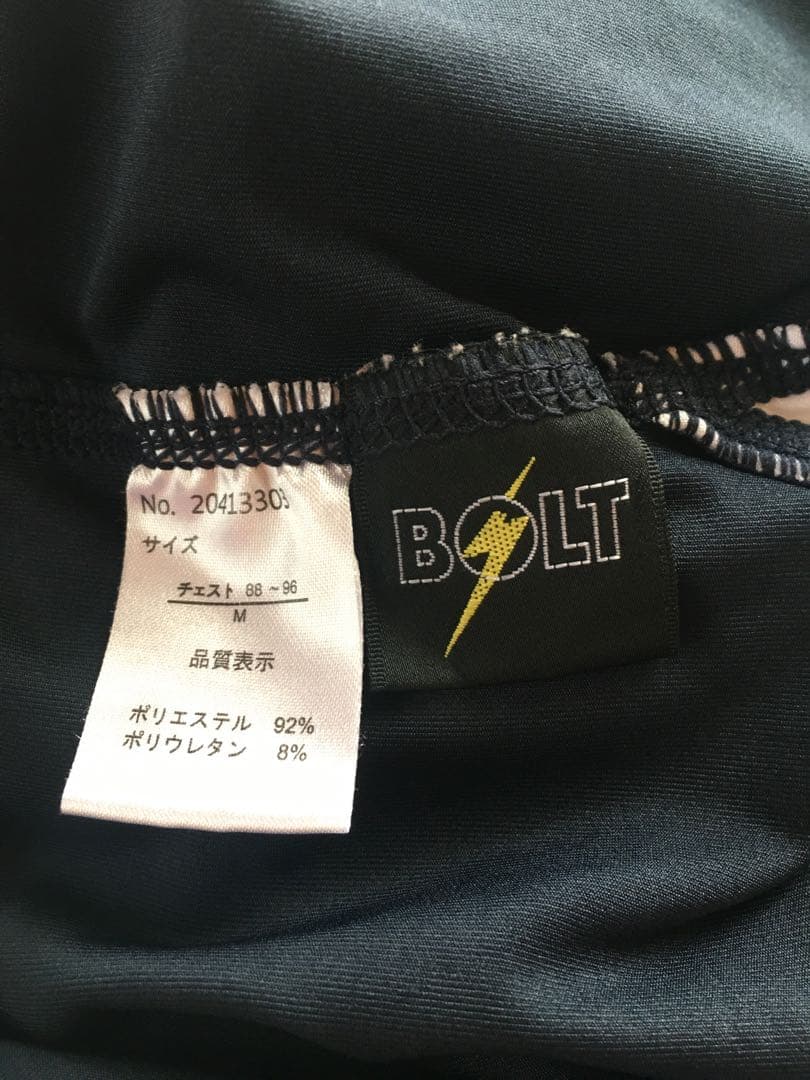 No. 20413309
サイズ
チェスト 88～96
M
品質表示
ポリエステル 92%
ポリウレタン 8%
BOLT